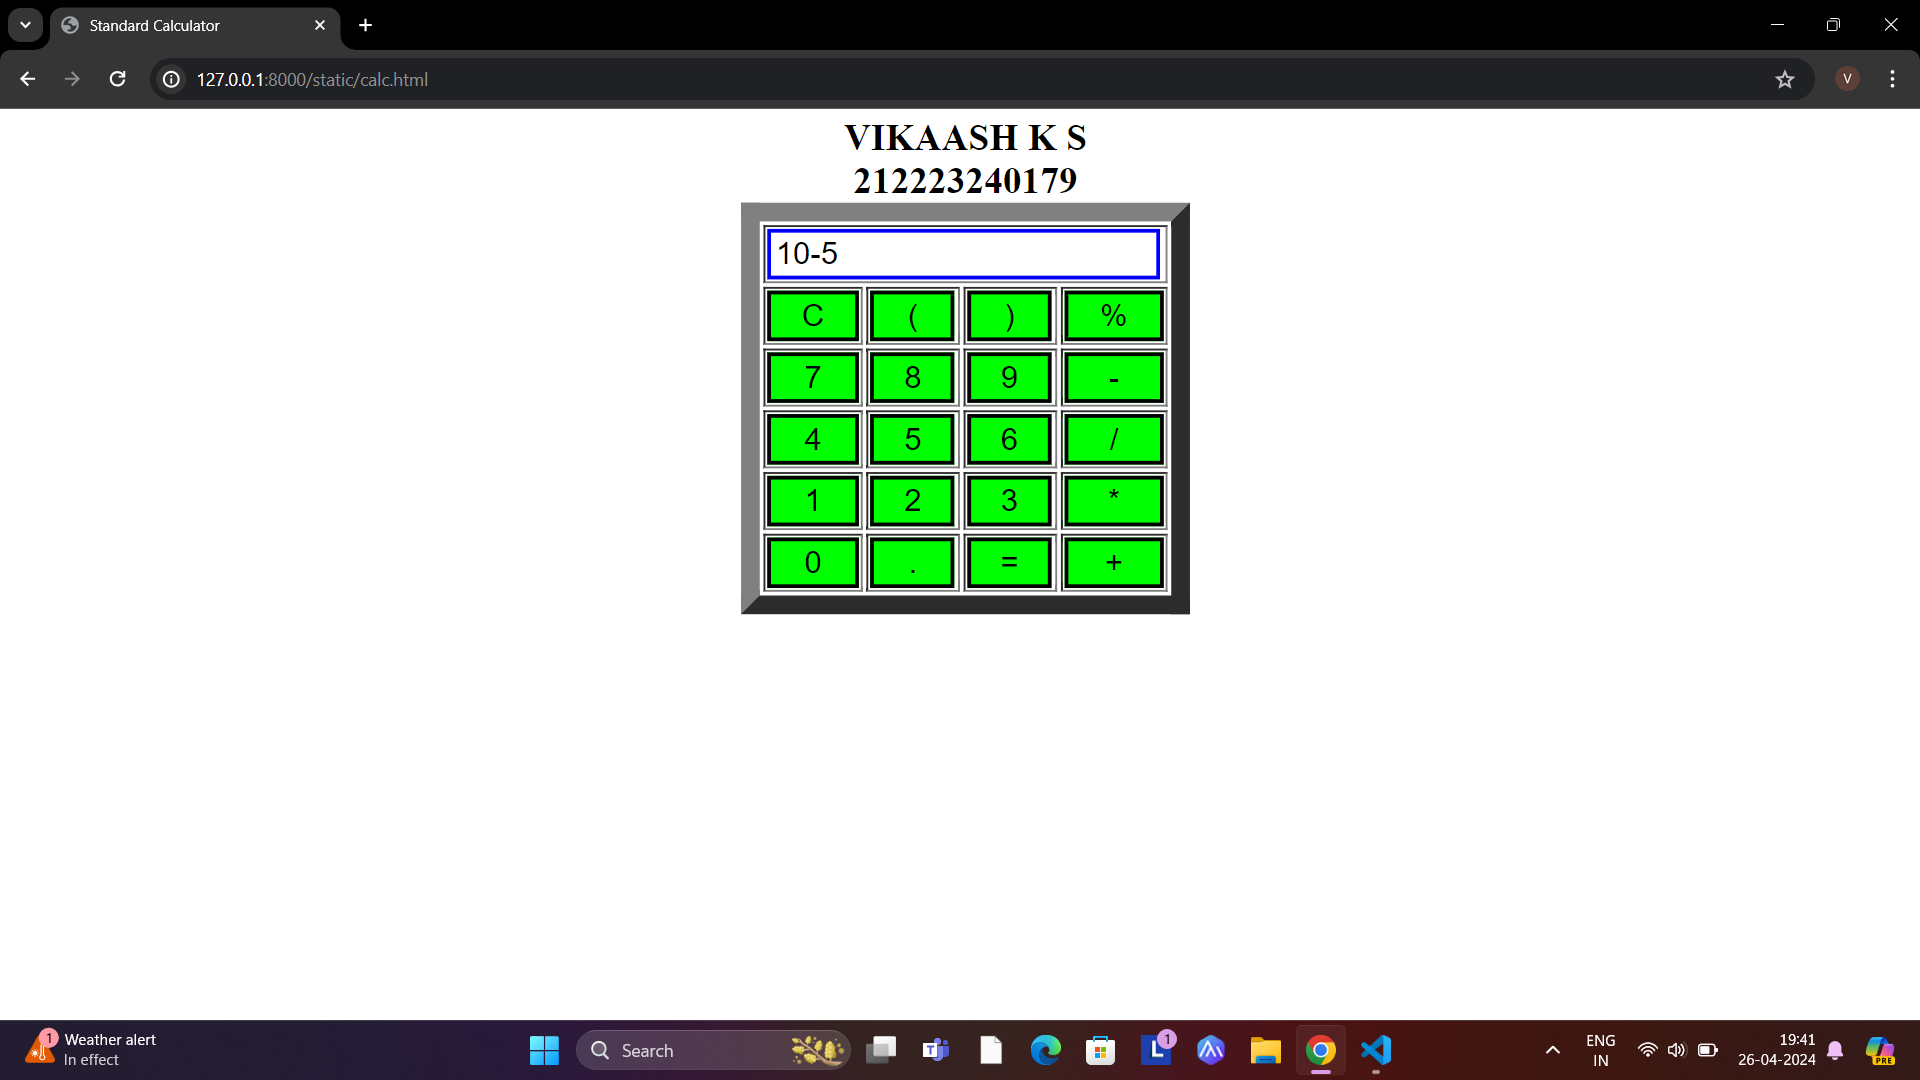 Standard Calculator
127.0.0.1:8000/static/calc.html
V
VIKAASH K S
212223240179
10-5
C ( ) %
7 8 9 -
4 5 6 /
1 2 3 *
0 . = +
1
Weather alert
In effect
Search
T
L
1
ENG
IN
19:41
26-04-2024
PRE